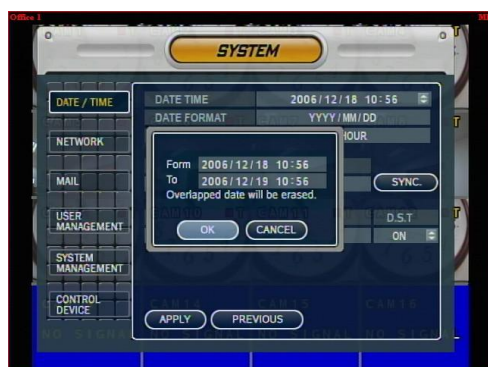 Office 1
SYSTEM
DATE / TIME
NETWORK
MAIL
USER MANAGEMENT
SYSTEM MANAGEMENT
CONTROL DEVICE
DATE TIME 2006/12/18 10:56
DATE FORMAT YYYY/MM/DD
HOUR
Form 2006/12/18 10:56
To 2006/12/19 10:56
Overlapped date will be erased.
OK CANCEL
SYNC.
D.S.T
ON
CAM14 CAM15 CAM16
NO SIGNAL NO SIGNAL NO SIGNAL
APPLY PREVIOUS